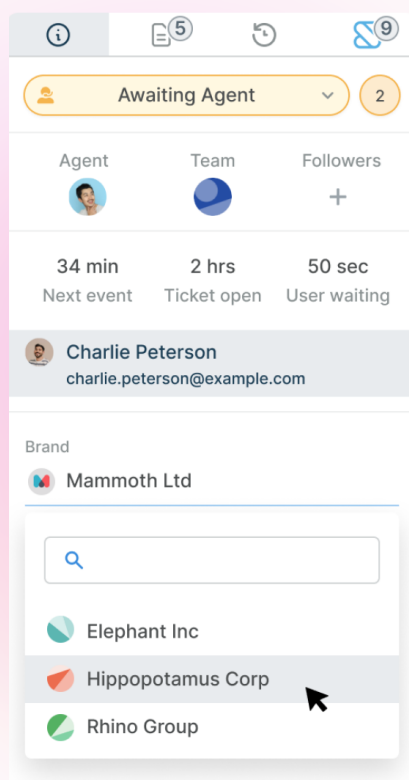 5
9
Awaiting Agent 2
Agent Team Followers
34 min 2 hrs 50 sec
Next event Ticket open User waiting
Charlie Peterson
charlie.peterson@example.com
Brand
Mammoth Ltd
Elephant Inc
Hippopotamus Corp
Rhino Group